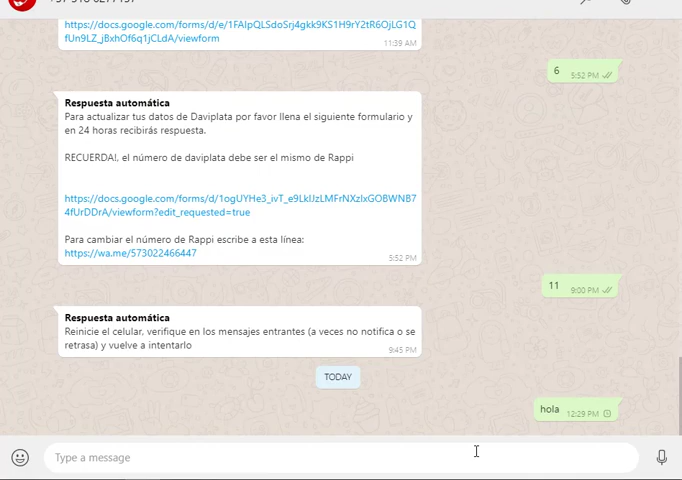 https://docs.google.com/forms/d/e/1FAIpQLSdoSrj4gkk9KS1H9rY2tR6OjLG1Q
fUn9LZ_jBxhOf6q1jCLdA/viewform
11:39 AM
6
5:52 PM
Respuesta automática
Para actualizar tus datos de Daviplata por favor llena el siguiente formulario y
en 24 horas recibirás respuesta.
RECUERDA!, el número de daviplata debe ser el mismo de Rappi
https://docs.google.com/forms/d/1ogUYHe3_ivT_e9LkIJzLMFrNXzlxGOBWNB7
4fUrDDrA/viewform?edit_requested=true
Para cambiar el número de Rappi escribe a esta línea:
https://wa.me/573022466447
5:52 PM
11
9:00 PM
Respuesta automática
Reinicie el celular, verifique en los mensajes entrantes (a veces no notifica o se
retrasa) y vuelve a intentarlo
9:45 PM
TODAY
hola
12:29 PM
Type a message